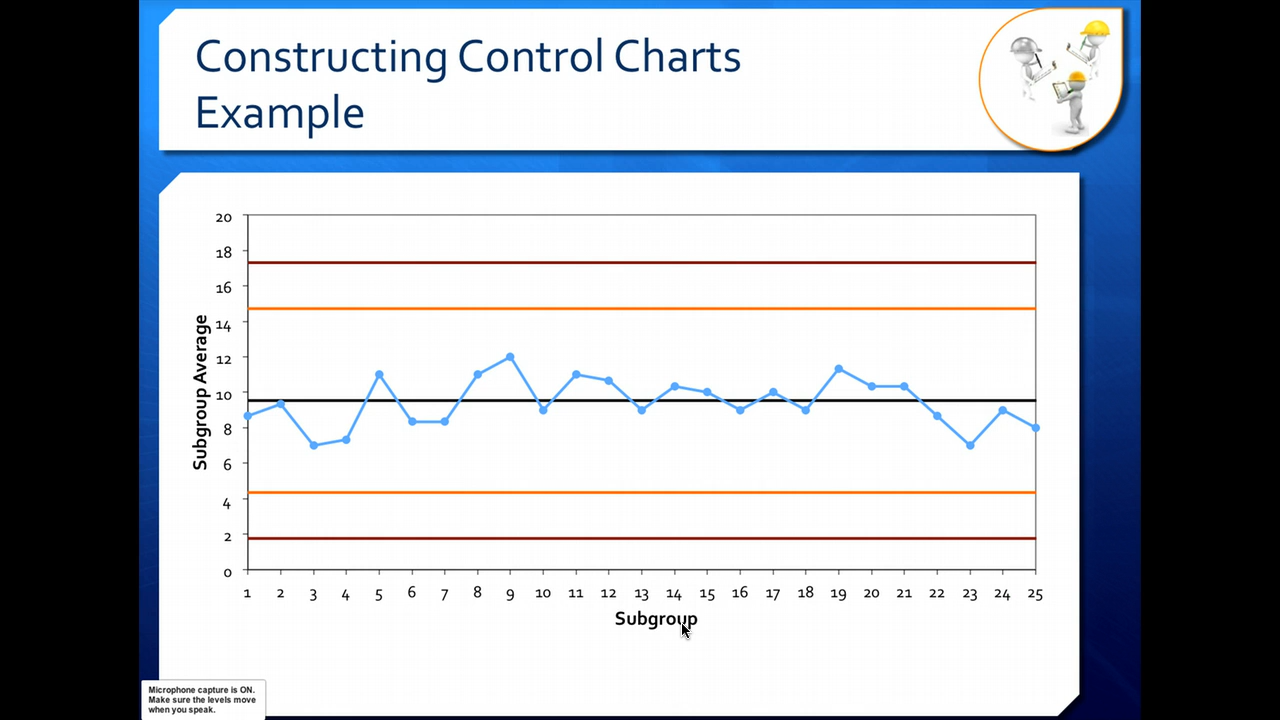 Constructing Control Charts
Example
Subgroup Average
20
18
16
14
12
10
8
6
4
2
0
1 2 3 4 5 6 7 8 9 10 11 12 13 14 15 16 17 18 19 20 21 22 23 24 25
Subgroup
Microphone capture is ON.
Make sure the levels move
when you speak.